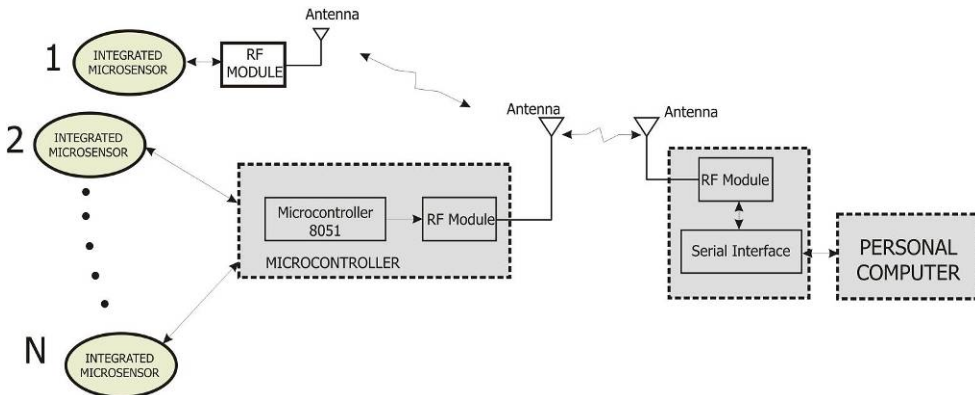 Antenna
1
INTEGRATED
MICROSENSOR
RF
MODULE
Antenna
Antenna
2
INTEGRATED
MICROSENSOR
Microcontroller
8051
RF Module
MICROCONTROLLER
RF Module
Serial Interface
PERSONAL
COMPUTER
N
INTEGRATED
MICROSENSOR